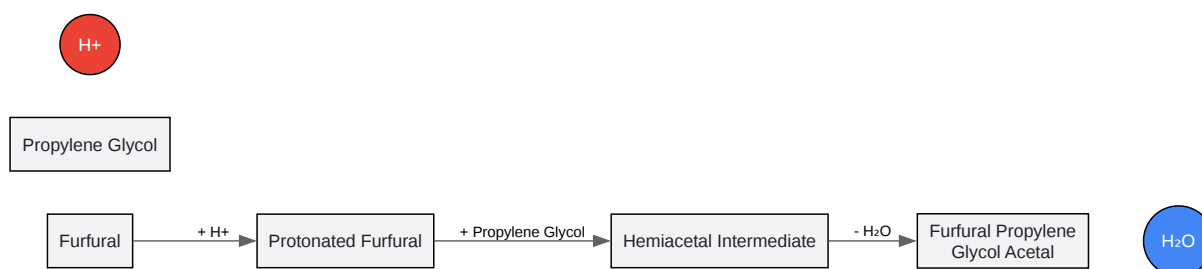 H+
Propylene Glycol
Furfural
+ H+
Protonated Furfural
+ Propylene Glycol
Hemiacetal Intermediate
- H₂O
Furfural Propylene
Glycol Acetal
H₂O